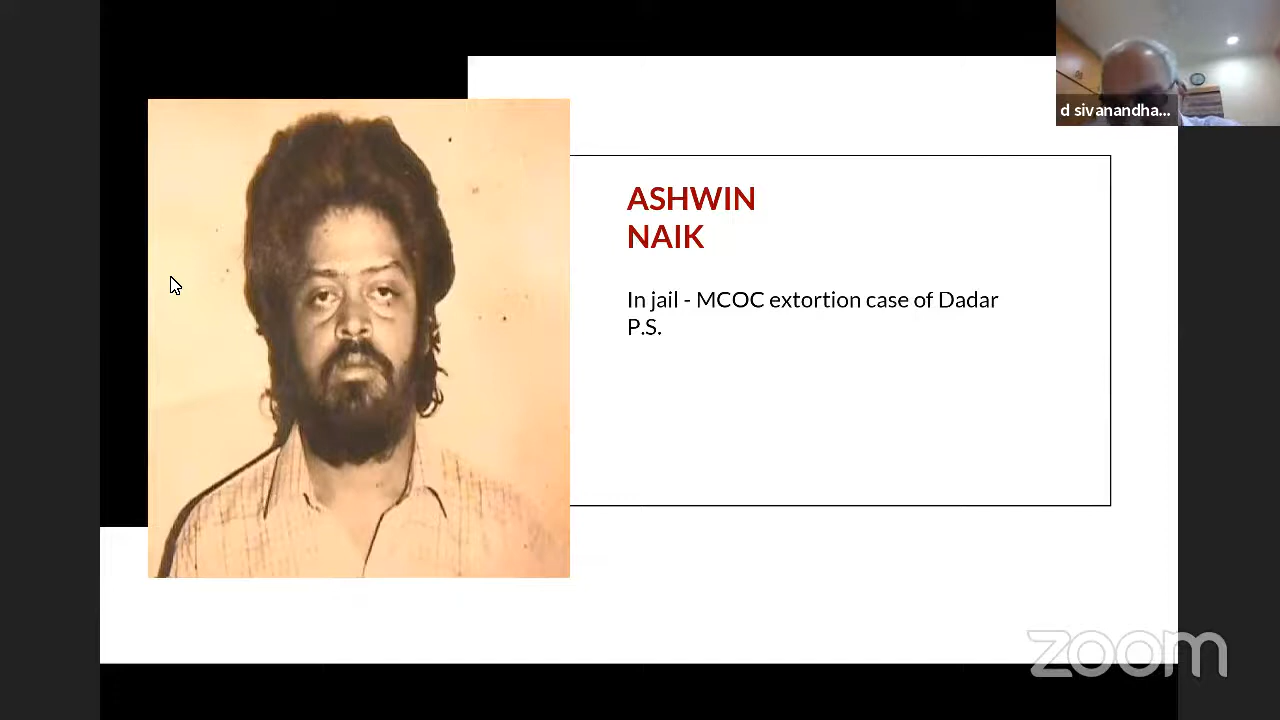 d sivanandha...
ASHWIN
NAIK
In jail - MCOC extortion case of Dadar
P.S.
zoom